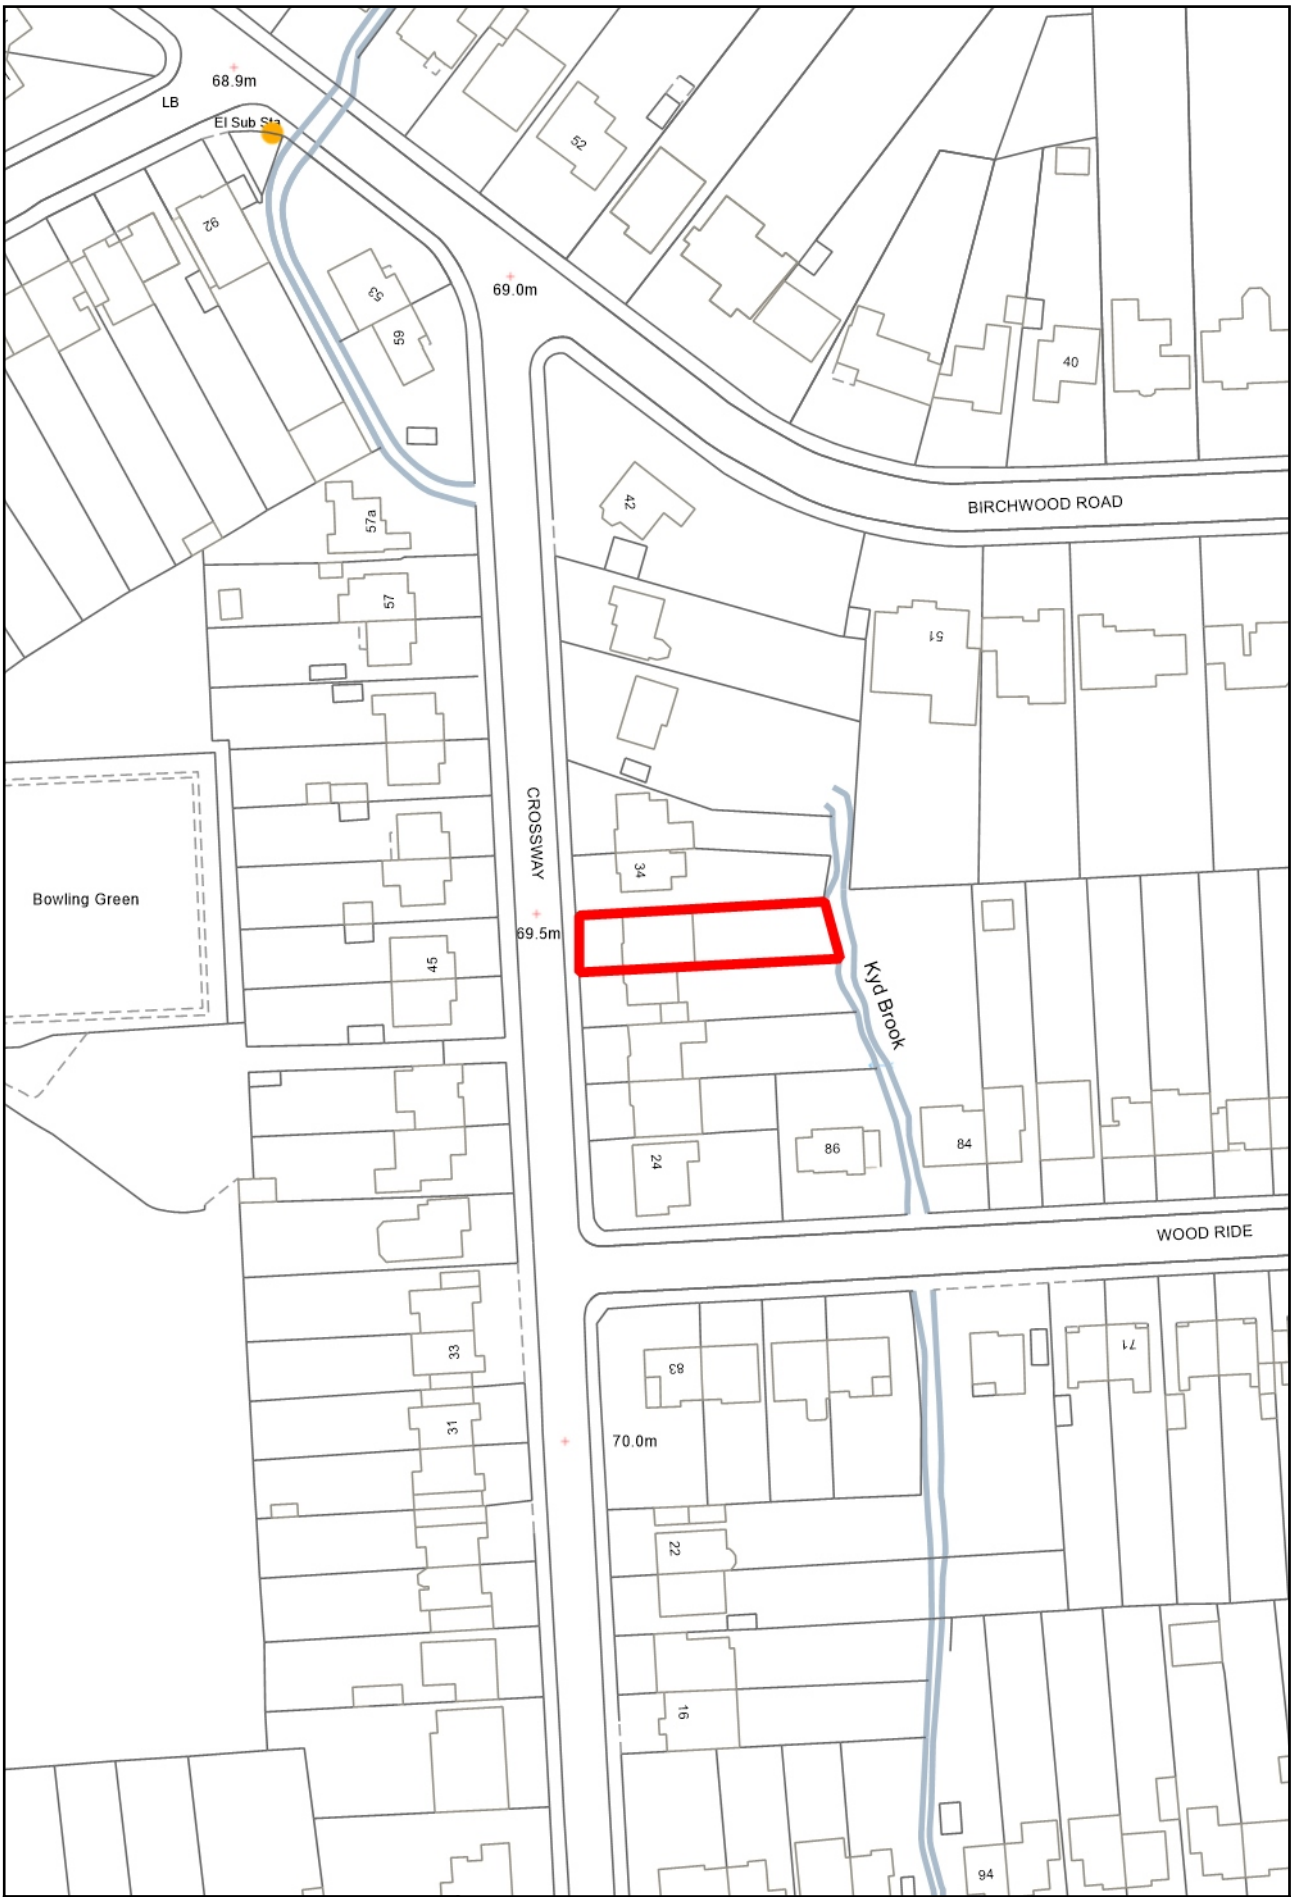 68.9m
LB
El Sub Sta
52
92
69.0m
53
59
40
42
BIRCHWOOD ROAD
57a
57
51
CROSSWAY
34
Bowling Green
69.5m
45
Kyd Brook
24
86
84
WOOD RIDE
33
83
71
31
70.0m
22
16
94